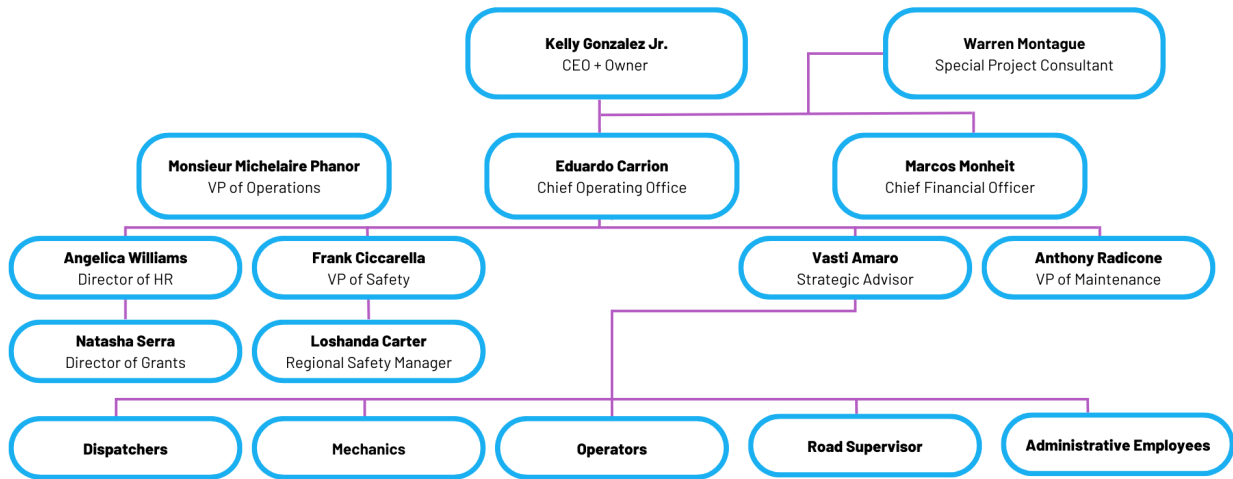 Kelly Gonzalez Jr.
CEO + Owner
Warren Montague
Special Project Consultant
Monsieur Michelaire Phanor
VP of Operations
Eduardo Carrion
Chief Operating Office
Marcos Monheit
Chief Financial Officer
Angelica Williams
Director of HR
Frank Ciccarella
VP of Safety
Vasti Amaro
Strategic Advisor
Anthony Radicone
VP of Maintenance
Natasha Serra
Director of Grants
Loshanda Carter
Regional Safety Manager
Dispatchers
Mechanics
Operators
Road Supervisor
Administrative Employees